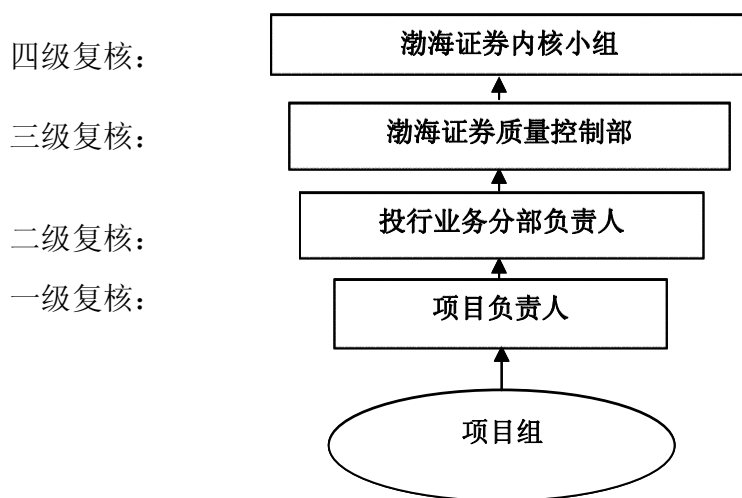 四级复核：
渤海证券内核小组
三级复核：
渤海证券质量控制部
二级复核：
投行业务分部负责人
一级复核：
项目负责人
项目组